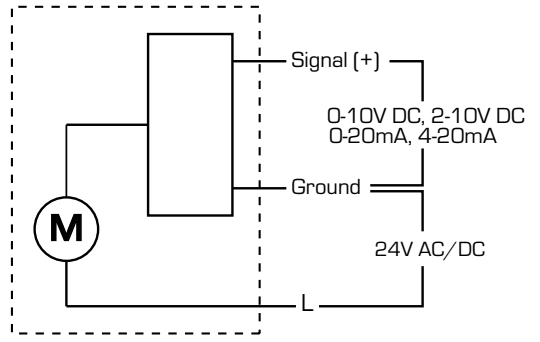 Signal (+)
0-10V DC, 2-10V DC
0-20mA, 4-20mA
Ground
M
24V AC/DC
L